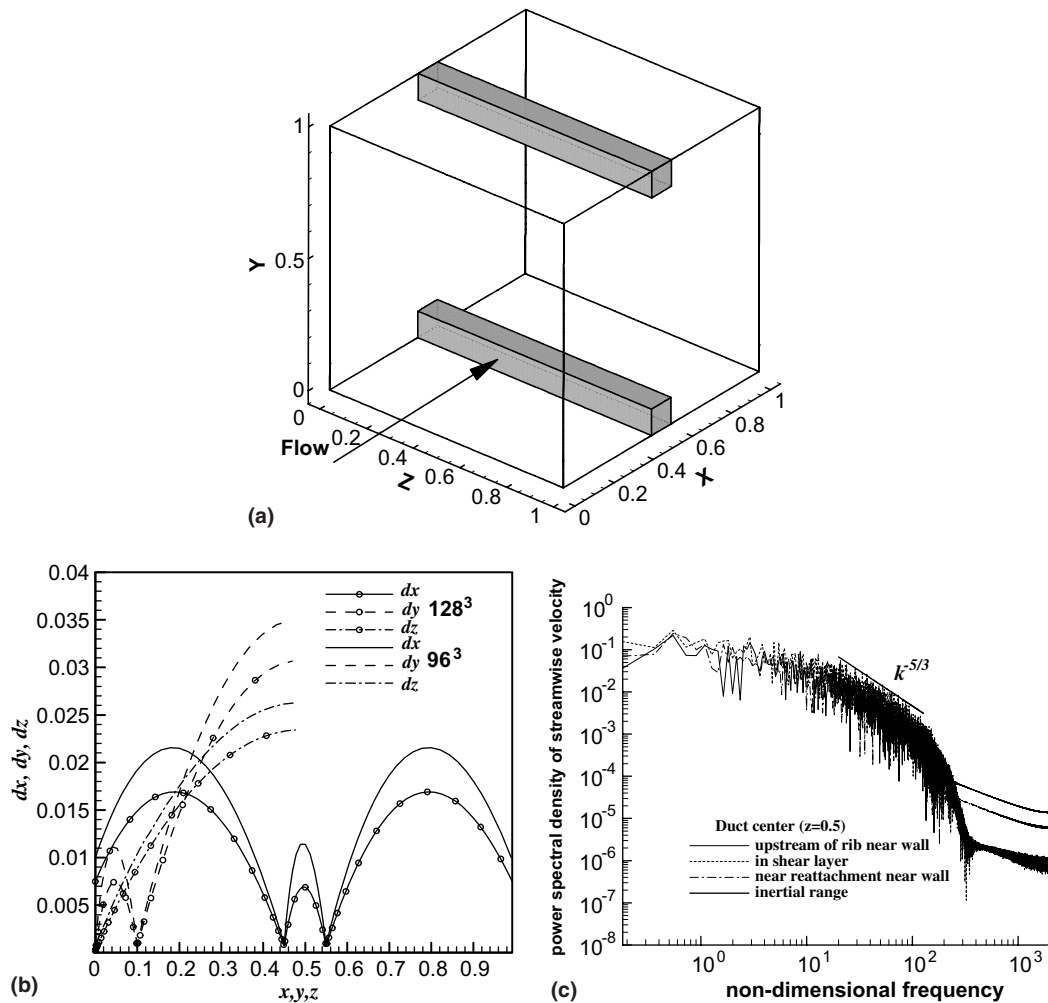 1
0.5
0
Y
0
0.2
0.4
0.6
0.8
1
Z
0
0.2
0.4
0.6
0.8
1
X
Flow
(a)
0.04
0.035
0.03
0.025
0.02
0.015
0.01
0.005
dx, dy, dz
dx
dy 128³
dz
dx
dy 96³
dz
0 0.1 0.2 0.3 0.4 0.5 0.6 0.7 0.8 0.9
x,y,z
(b)
power spectral density of streamwise velocity
10⁰
10⁻¹
10⁻²
10⁻³
10⁻⁴
10⁻⁵
10⁻⁶
10⁻⁷
10⁻⁸
k⁻⁵/³
Duct center (z=0.5)
upstream of rib near wall
in shear layer
near reattachment near wall
inertial range
10⁰ 10¹ 10² 10³
non-dimensional frequency
(c)